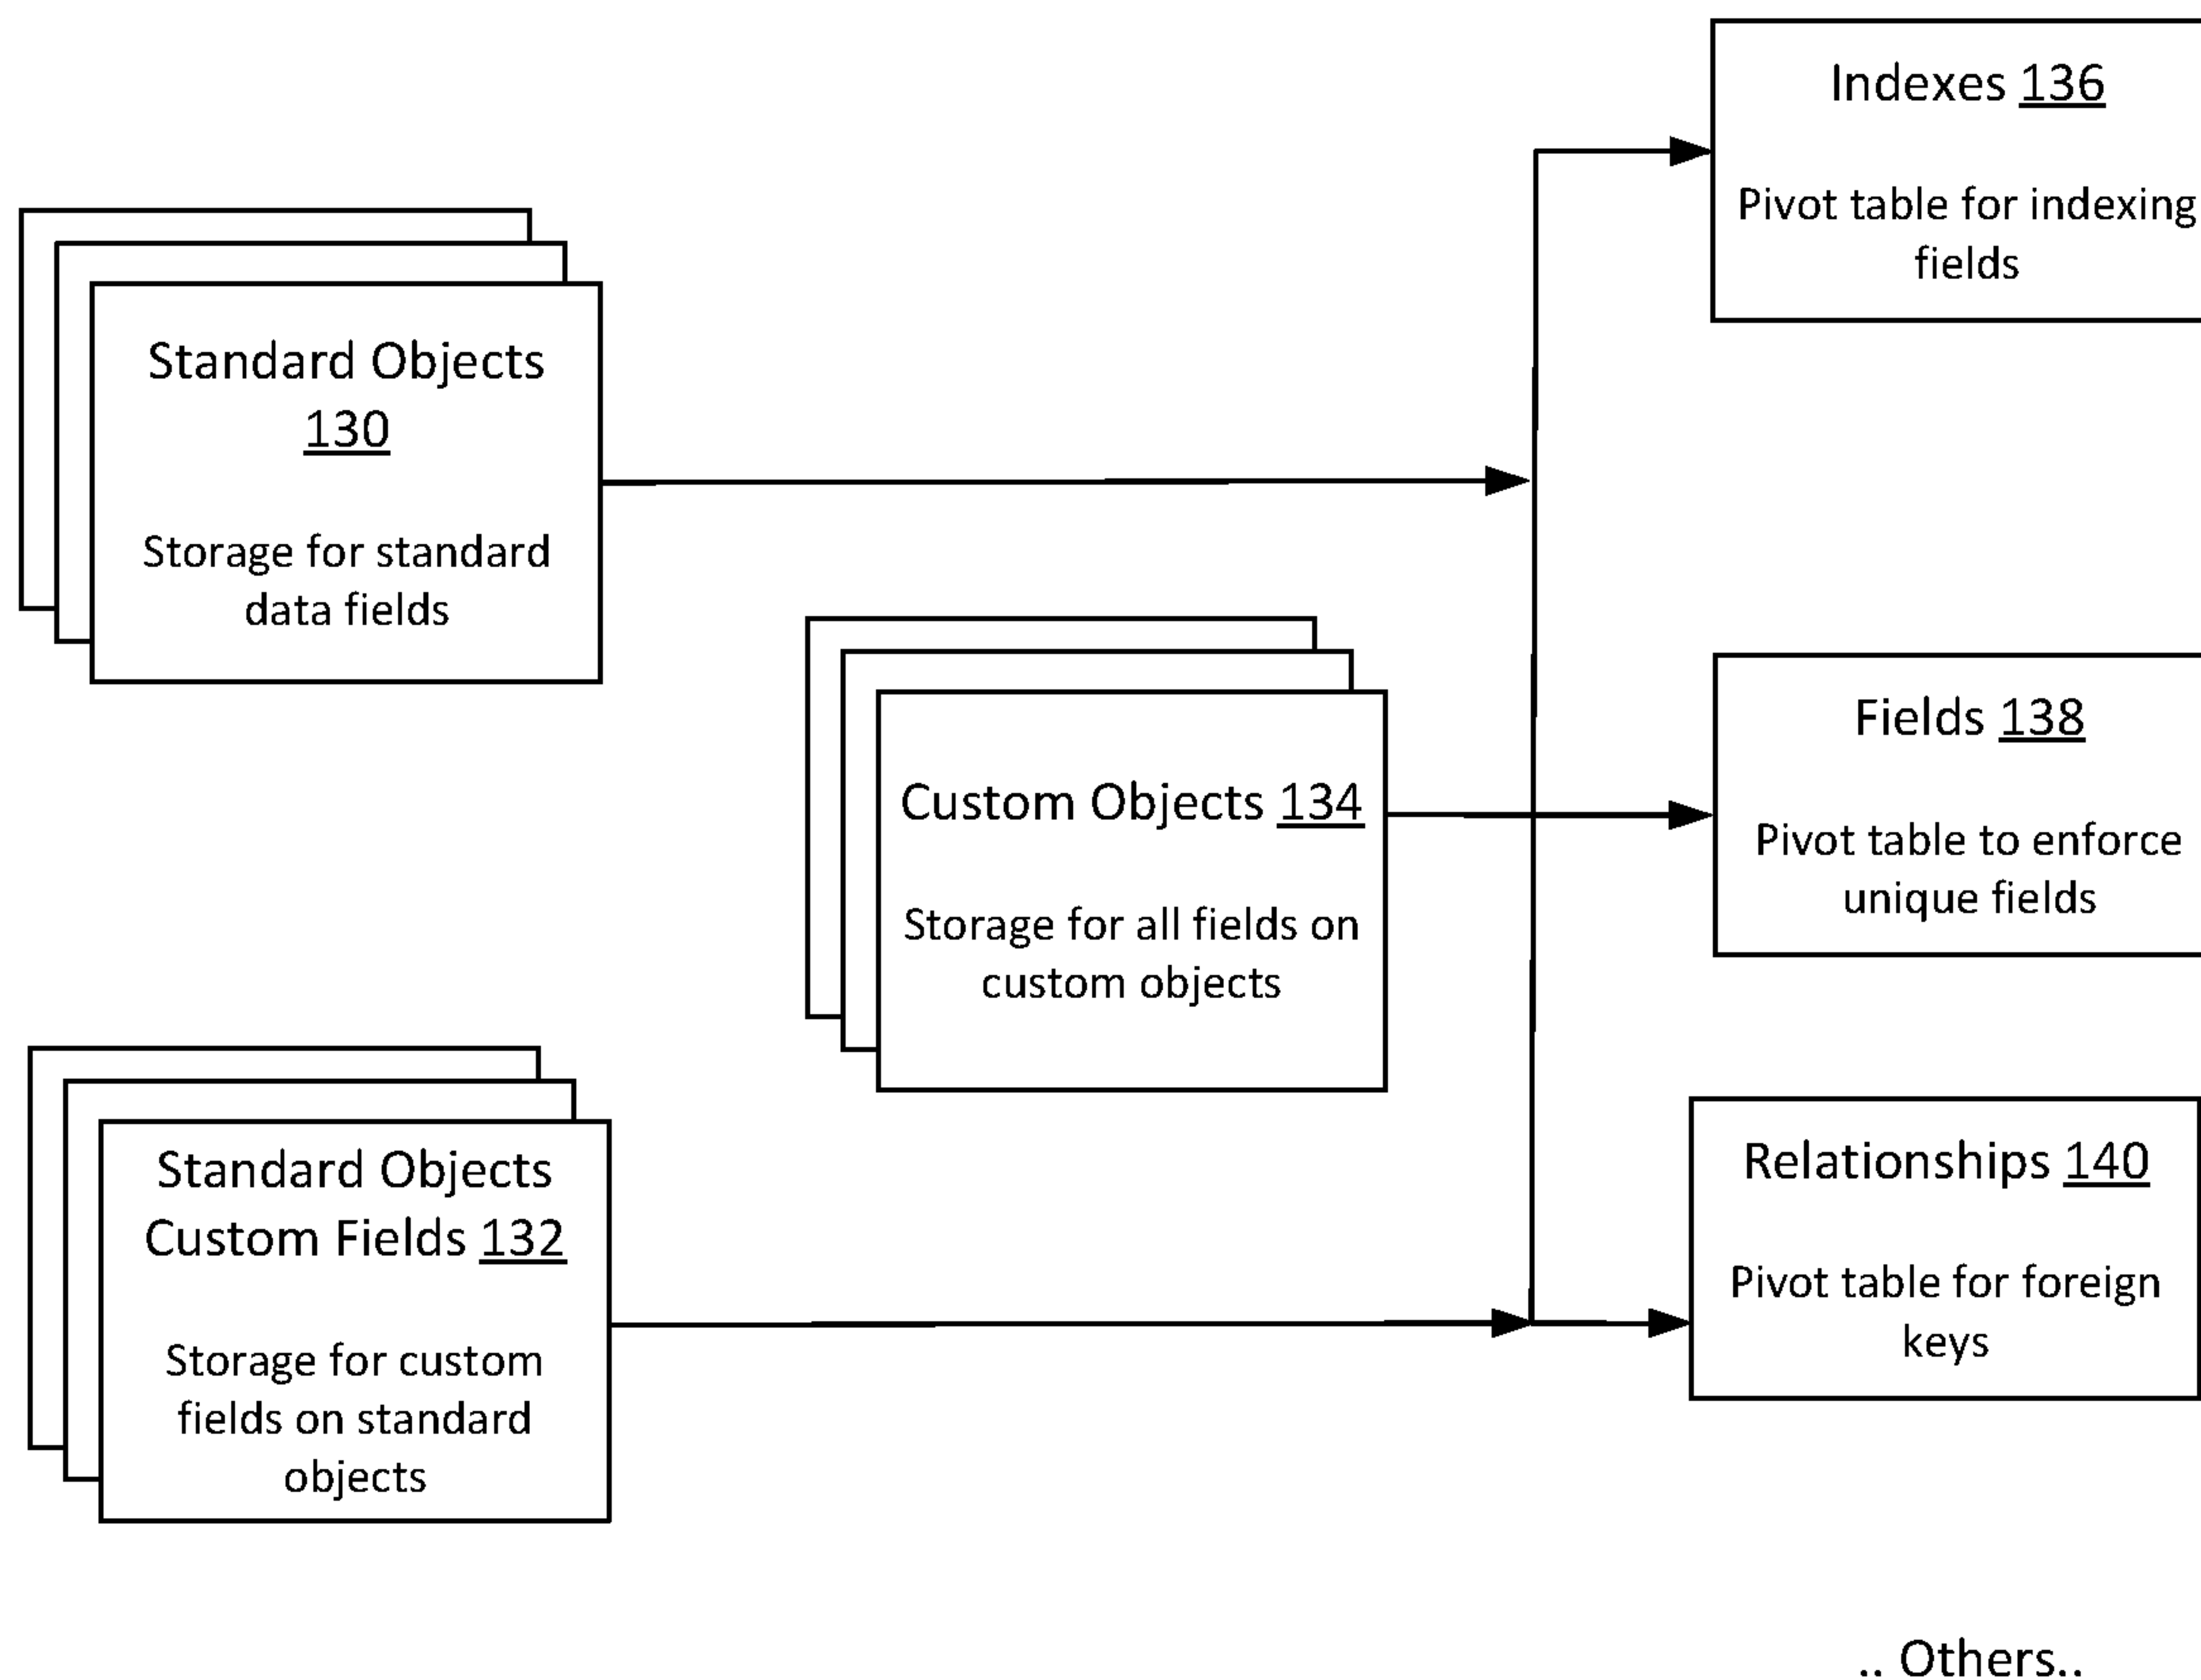 Standard Objects
130
Storage for standard
data fields
Standard Objects
Custom Fields 132
Storage for custom
fields on standard
objects
Custom Objects 134
Storage for all fields on
custom objects
Indexes 136
Pivot table for indexing
fields
Fields 138
Pivot table to enforce
unique fields
Relationships 140
Pivot table for foreign
keys
.. Others..